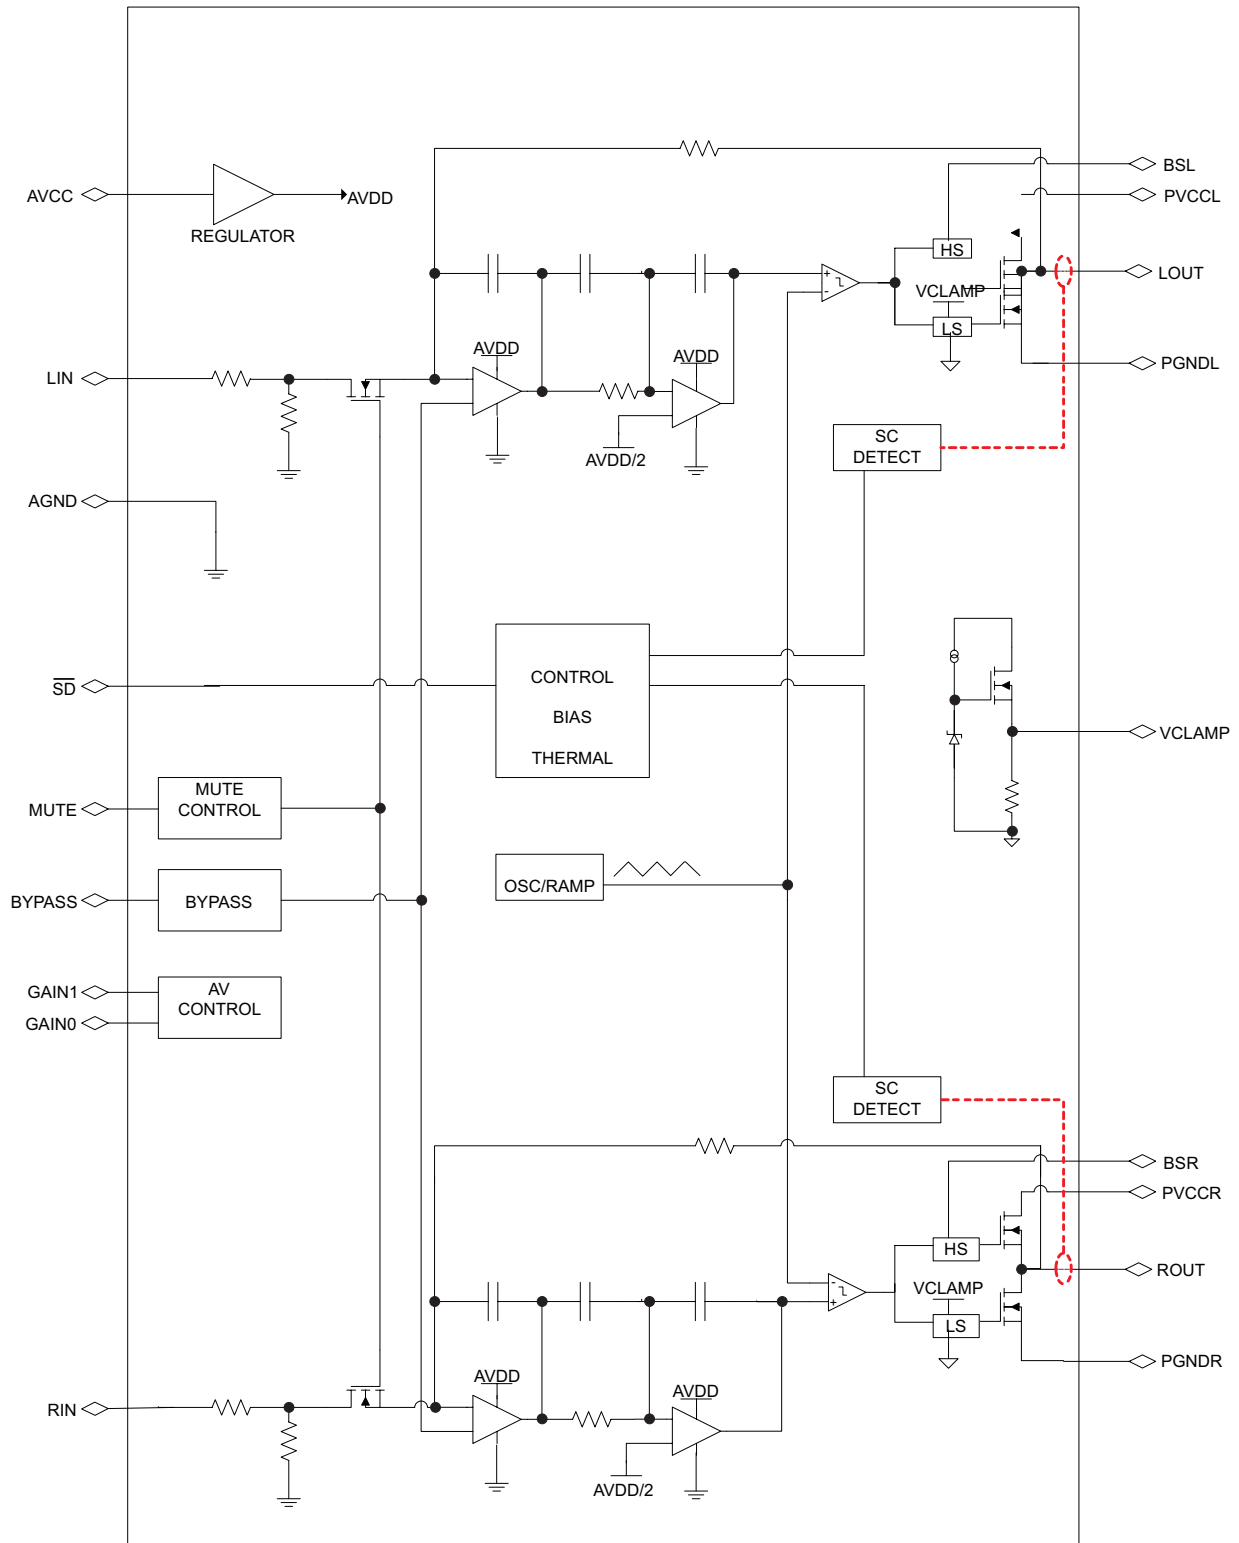 BSL
AVCC
AVDD
PVCCL
REGULATOR
HS
LOUT
+
-
VCLAMP
LS
AVDD
AVDD
LIN
PGNDL
AVDD/2
SC
DETECT
AGND
CONTROL
BIAS
THERMAL
SD
VCLAMP
MUTE
MUTE
CONTROL
BYPASS
BYPASS
OSC/RAMP
GAIN1
GAIN0
AV
CONTROL
SC
DETECT
BSR
PVCCR
HS
ROUT
-
+
VCLAMP
LS
PGNDR
AVDD
AVDD
RIN
AVDD/2